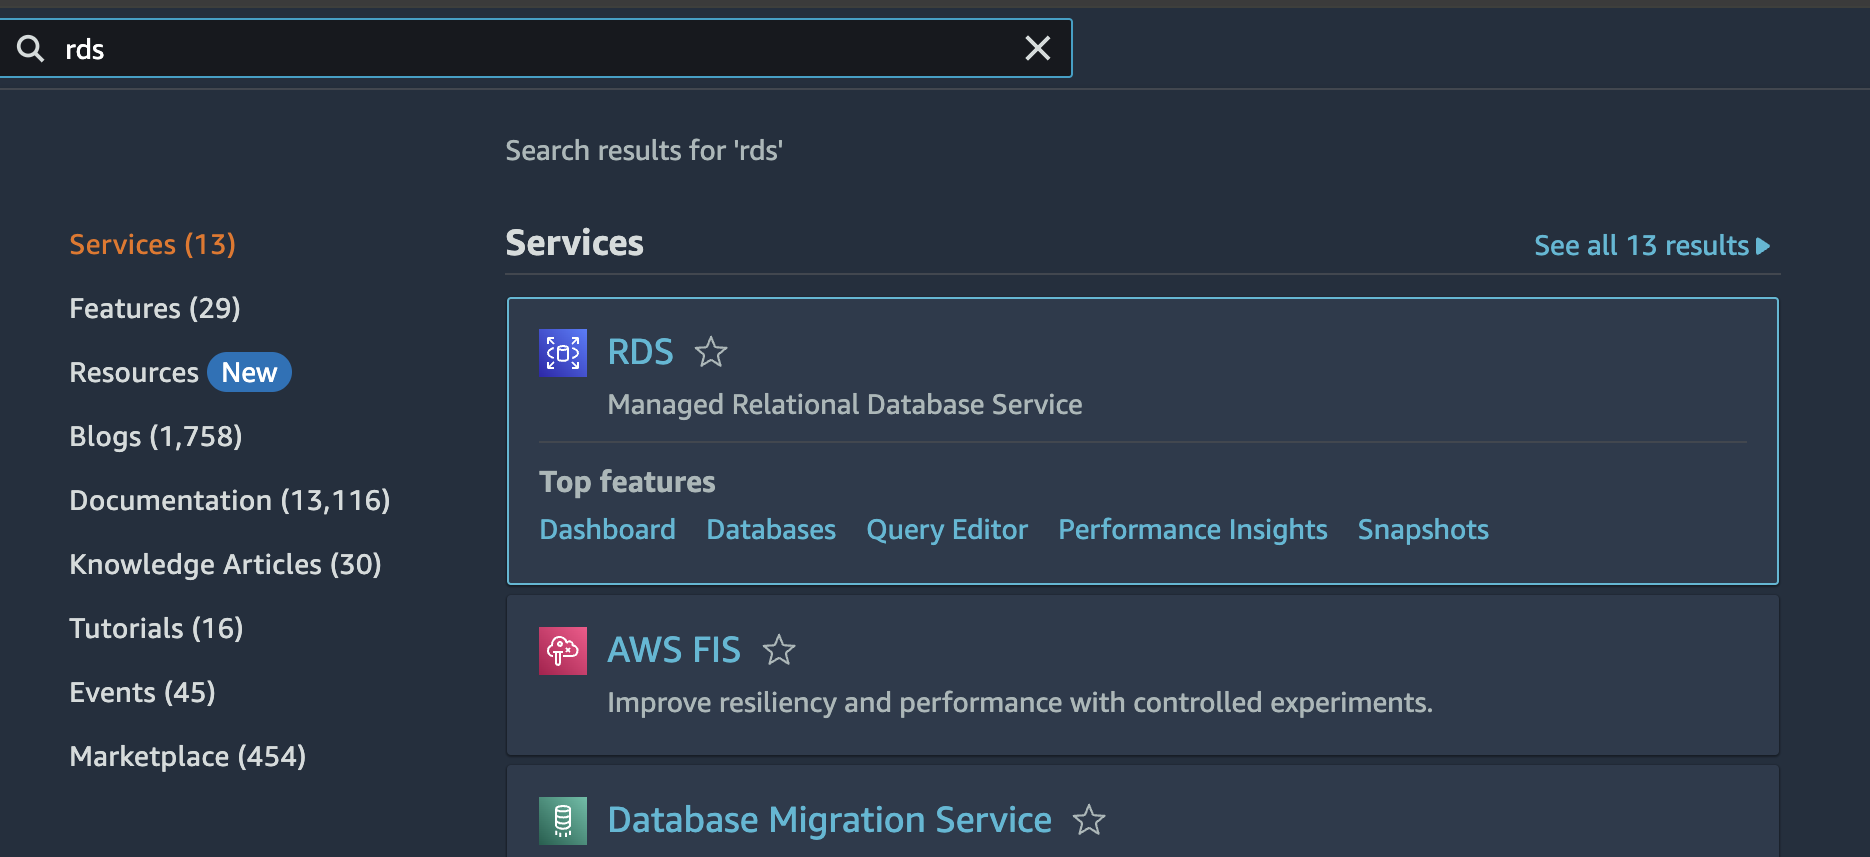 rds
Search results for 'rds'
Services (13)
Features (29)
Resources New
Blogs (1,758)
Documentation (13,116)
Knowledge Articles (30)
Tutorials (16)
Events (45)
Marketplace (454)
Services
See all 13 results
RDS
Managed Relational Database Service
Top features
Dashboard Databases Query Editor Performance Insights Snapshots
AWS FIS
Improve resiliency and performance with controlled experiments.
Database Migration Service